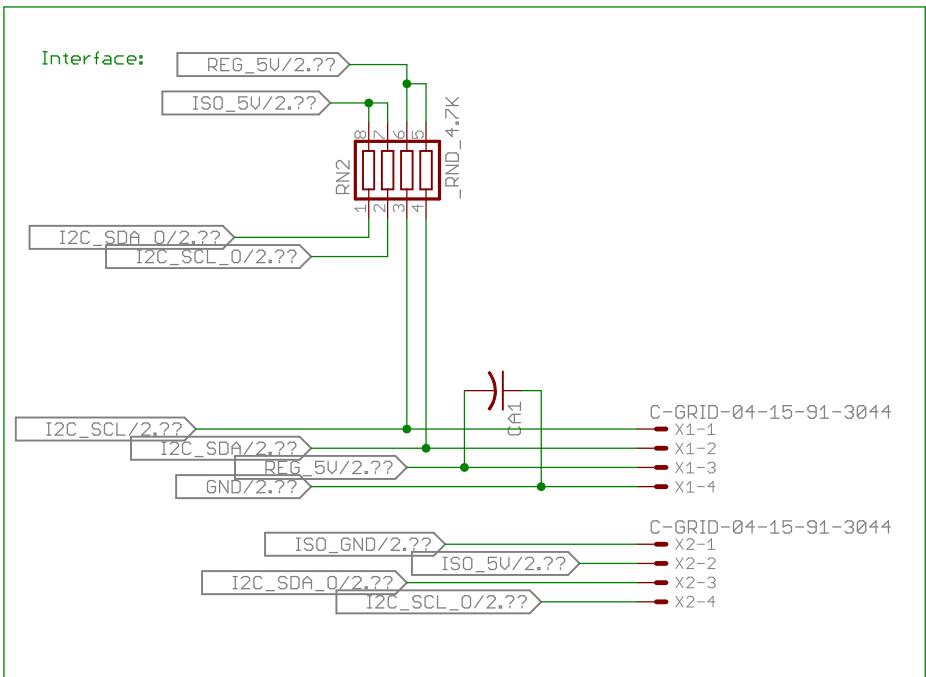 Interface:
REG_5V/2.??
ISO_5V/2.??
8 7 6 5
RN2
_RND_4.7K
1 2 3 4
I2C_SDA_O/2.??
I2C_SCL_O/2.??
CA1
C-GRID-04-15-91-3044
I2C_SCL/2.??
X1-1
I2C_SDA/2.??
X1-2
REG_5V/2.??
X1-3
GND/2.??
X1-4
C-GRID-04-15-91-3044
ISO_GND/2.??
X2-1
ISO_5V/2.??
X2-2
I2C_SDA_O/2.??
X2-3
I2C_SCL_O/2.??
X2-4